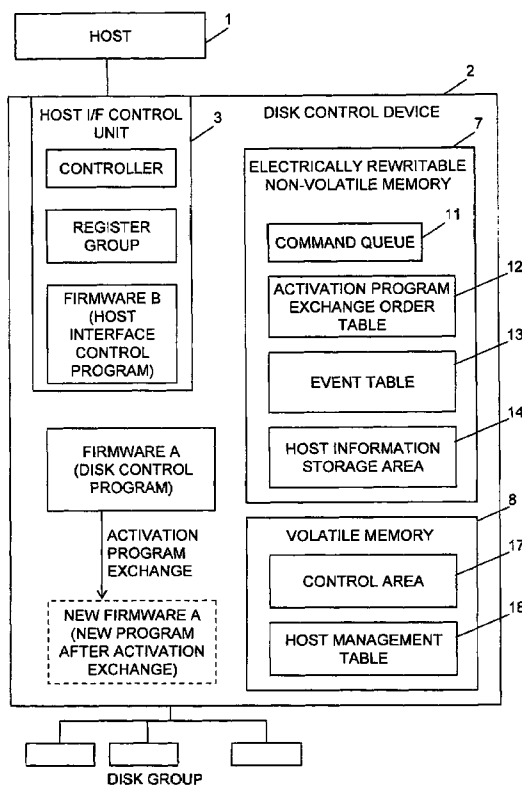 HOST
1
2
HOST I/F CONTROL
UNIT
3
CONTROLLER
REGISTER
GROUP
FIRMWARE B
(HOST
INTERFACE
CONTROL
PROGRAM)
FIRMWARE A
(DISK CONTROL
PROGRAM)
ACTIVATION
PROGRAM
EXCHANGE
NEW FIRMWARE A
(NEW PROGRAM
AFTER ACTIVATION
EXCHANGE)
DISK CONTROL DEVICE
7
ELECTRICALLY REWRITABLE
NON-VOLATILE MEMORY
11
COMMAND QUEUE
12
ACTIVATION PROGRAM
EXCHANGE ORDER
TABLE
13
EVENT TABLE
14
HOST INFORMATION
STORAGE AREA
8
VOLATILE MEMORY
17
CONTROL AREA
18
HOST MANAGEMENT
TABLE
DISK GROUP